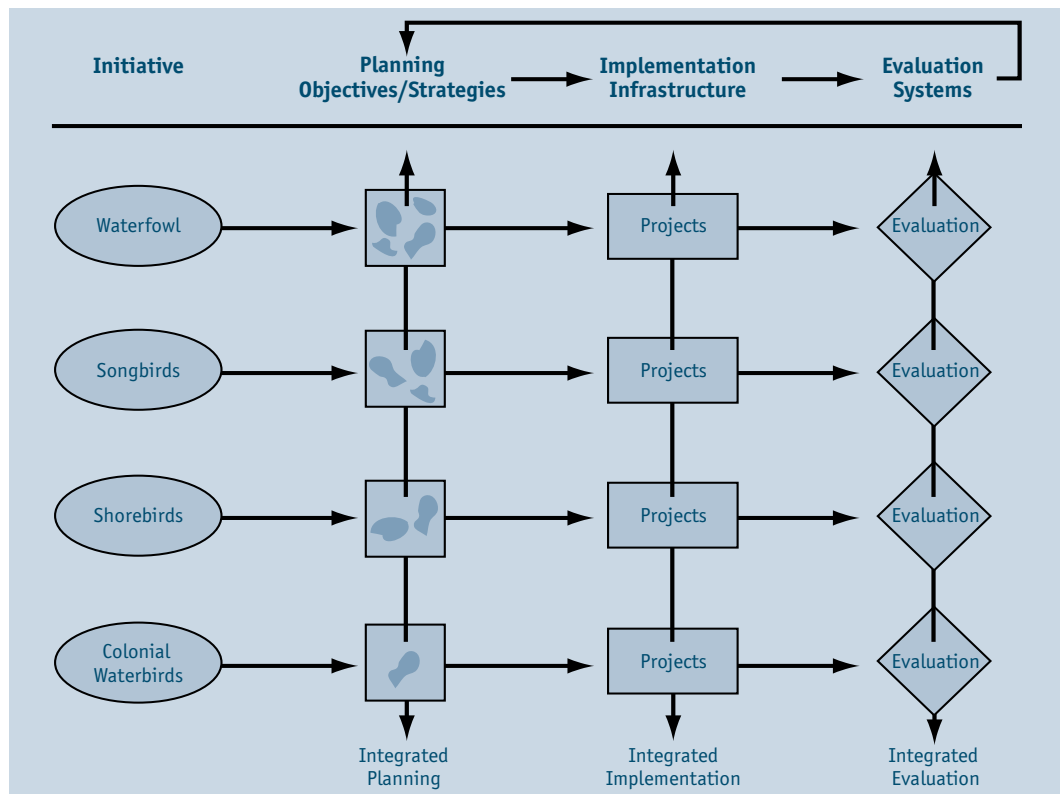 Initiative
Planning
Objectives/Strategies
Implementation
Infrastructure
Evaluation
Systems
Waterfowl
Projects
Evaluation
Songbirds
Projects
Evaluation
Shorebirds
Projects
Evaluation
Colonial
Waterbirds
Projects
Evaluation
Integrated
Planning
Integrated
Implementation
Integrated
Evaluation